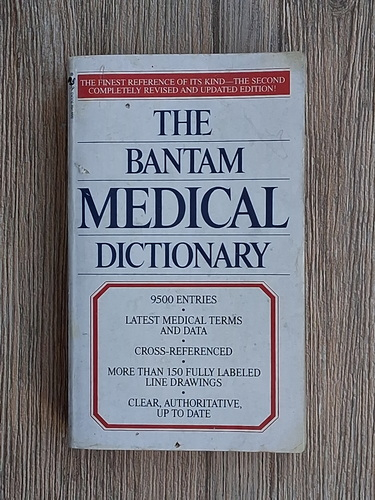 THE FINEST REFERENCE OF ITS KIND—THE SECOND
COMPLETELY REVISED AND UPDATED EDITION!
THE
BANTAM
MEDICAL
DICTIONARY
9500 ENTRIES
•
LATEST MEDICAL TERMS
AND DATA
•
CROSS-REFERENCED
•
MORE THAN 150 FULLY LABELED
LINE DRAWINGS
•
CLEAR, AUTHORITATIVE,
UP TO DATE